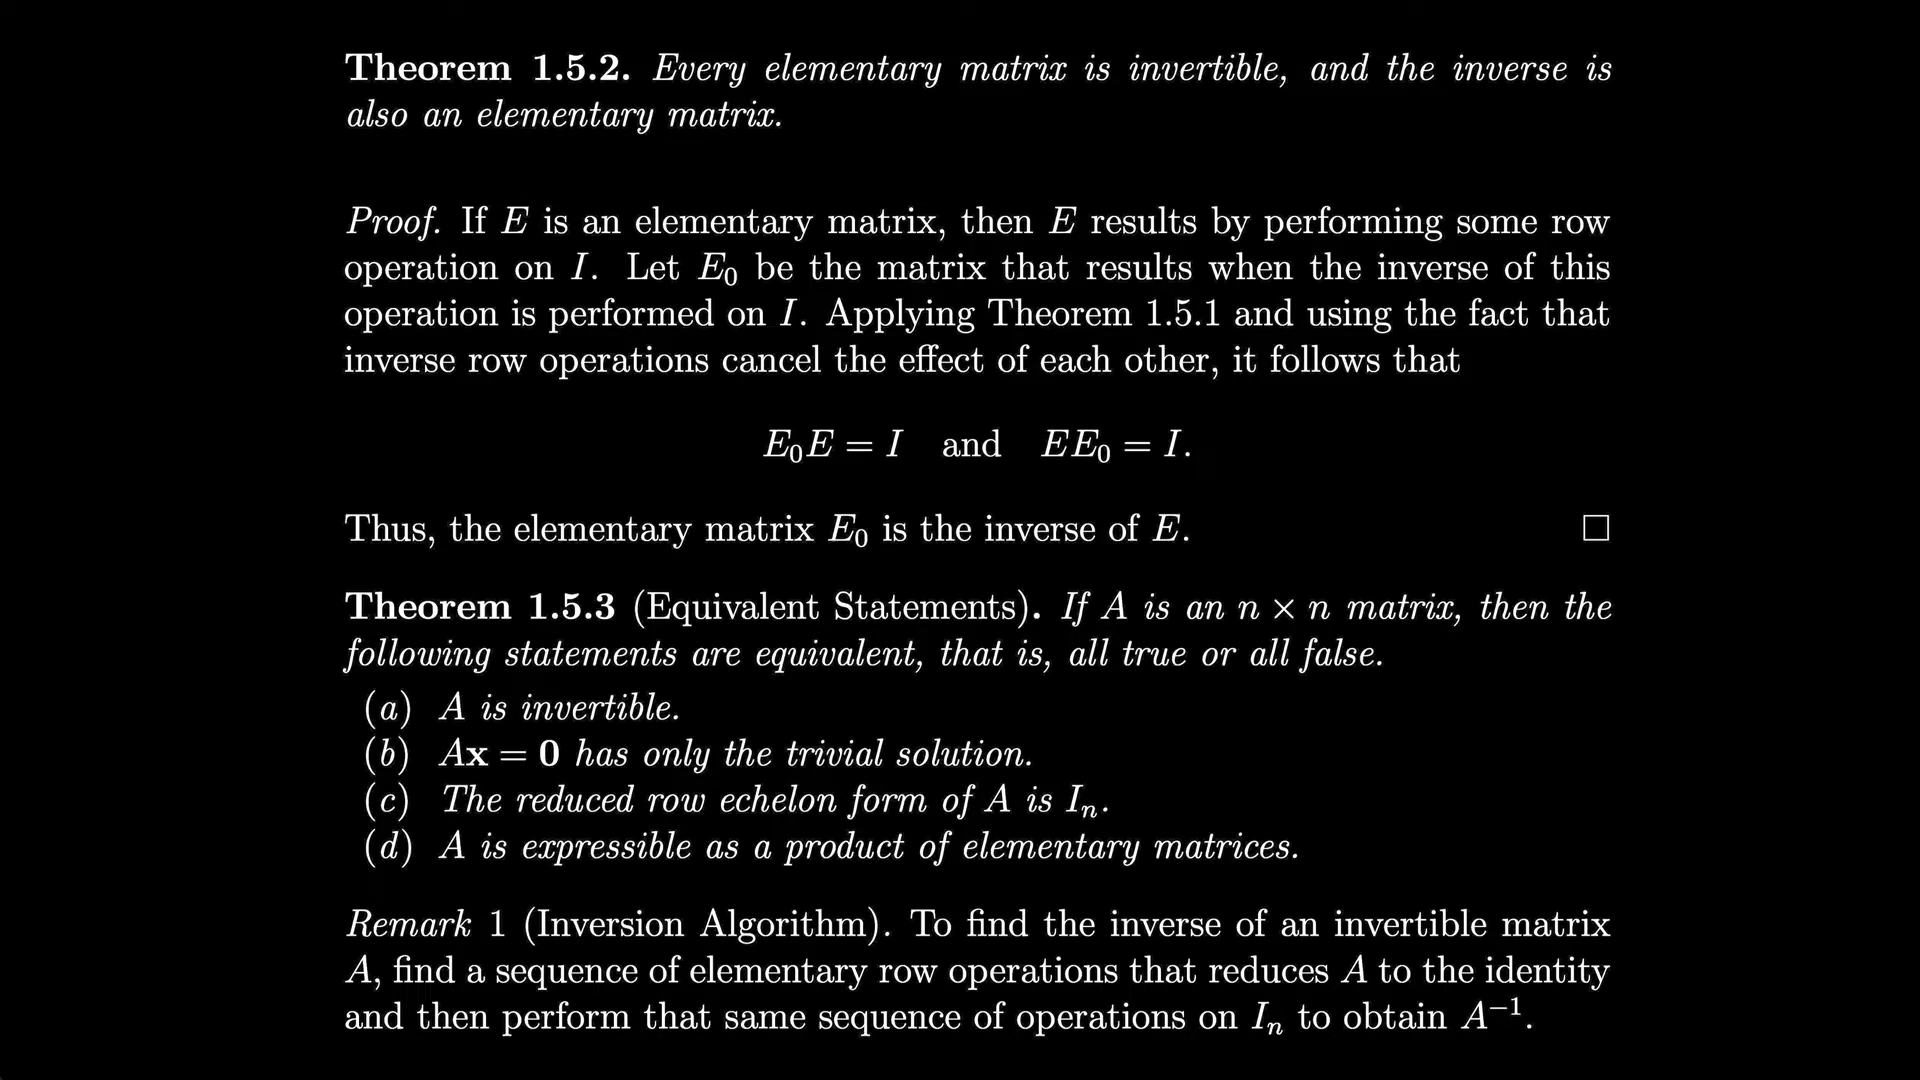 Theorem 1.5.2. Every elementary matrix is invertible, and the inverse is
also an elementary matrix.
Proof. If E is an elementary matrix, then E results by performing some row
operation on I. Let E₀ be the matrix that results when the inverse of this
operation is performed on I. Applying Theorem 1.5.1 and using the fact that
inverse row operations cancel the effect of each other, it follows that
E₀E = I and EE₀ = I.
Thus, the elementary matrix E₀ is the inverse of E. □
Theorem 1.5.3 (Equivalent Statements). If A is an n × n matrix, then the
following statements are equivalent, that is, all true or all false.
(a) A is invertible.
(b) Ax = 0 has only the trivial solution.
(c) The reduced row echelon form of A is Iₙ.
(d) A is expressible as a product of elementary matrices.
Remark 1 (Inversion Algorithm). To find the inverse of an invertible matrix
A, find a sequence of elementary row operations that reduces A to the identity
and then perform that same sequence of operations on Iₙ to obtain A⁻¹.